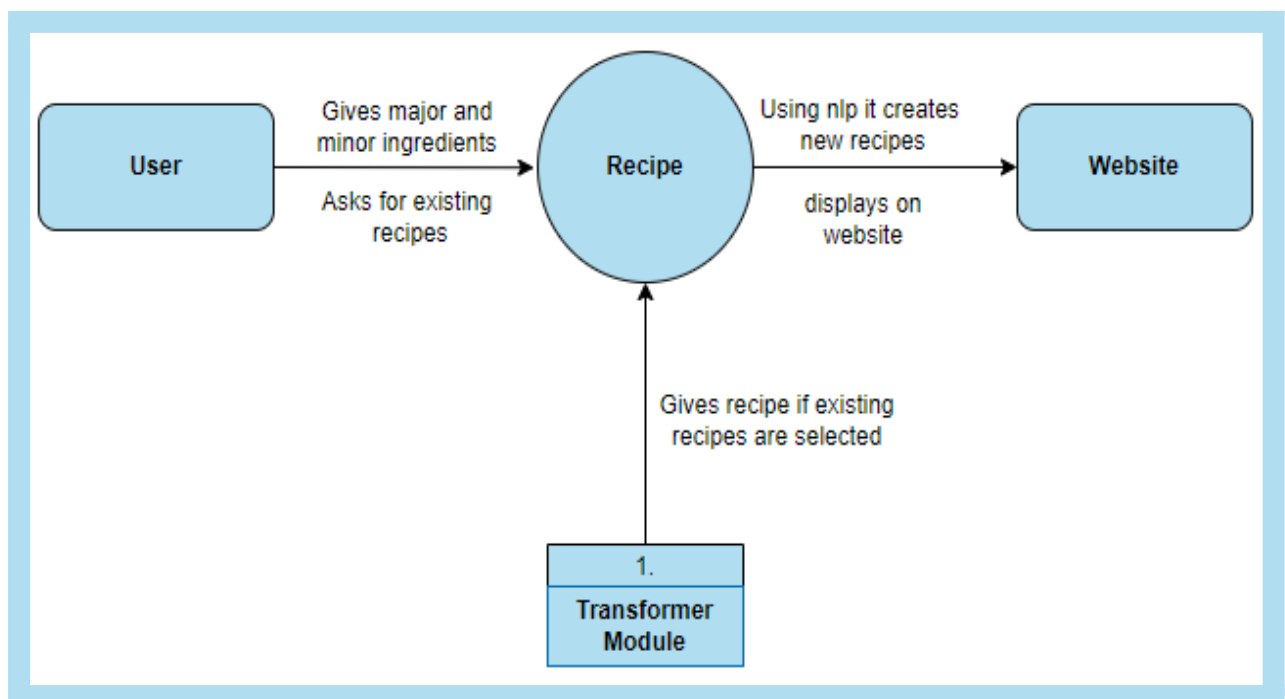 User
Gives major and
minor ingredients
Asks for existing
recipes
Recipe
Using nlp it creates
new recipes
displays on
website
Website
Gives recipe if existing
recipes are selected
1.
Transformer
Module